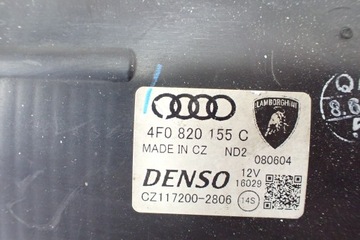 LAMBORGHINI
4F0 820 155 C
MADE IN CZ ND2
080604
DENSO
12V
16029
CZ117200-2806
14S